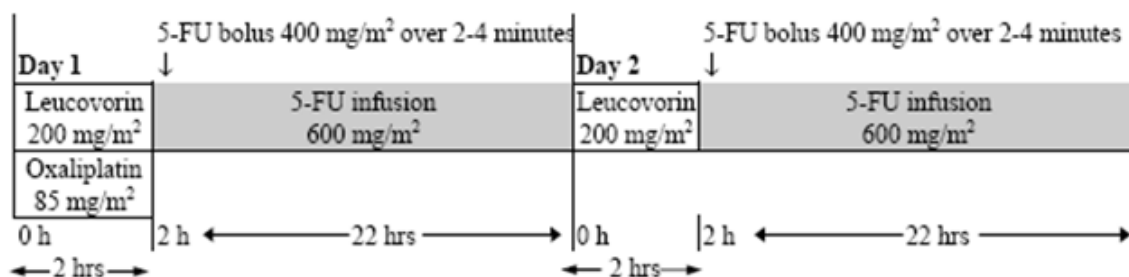 5-FU bolus 400 mg/m² over 2-4 minutes
5-FU bolus 400 mg/m² over 2-4 minutes
Day 1
↓
Day 2
↓
Leucovorin
200 mg/m²
5-FU infusion
600 mg/m²
Leucovorin
200 mg/m²
5-FU infusion
600 mg/m²
Oxaliplatin
85 mg/m²
0 h
2 h
22 hrs
0 h
2 h
22 hrs
2 hrs
2 hrs